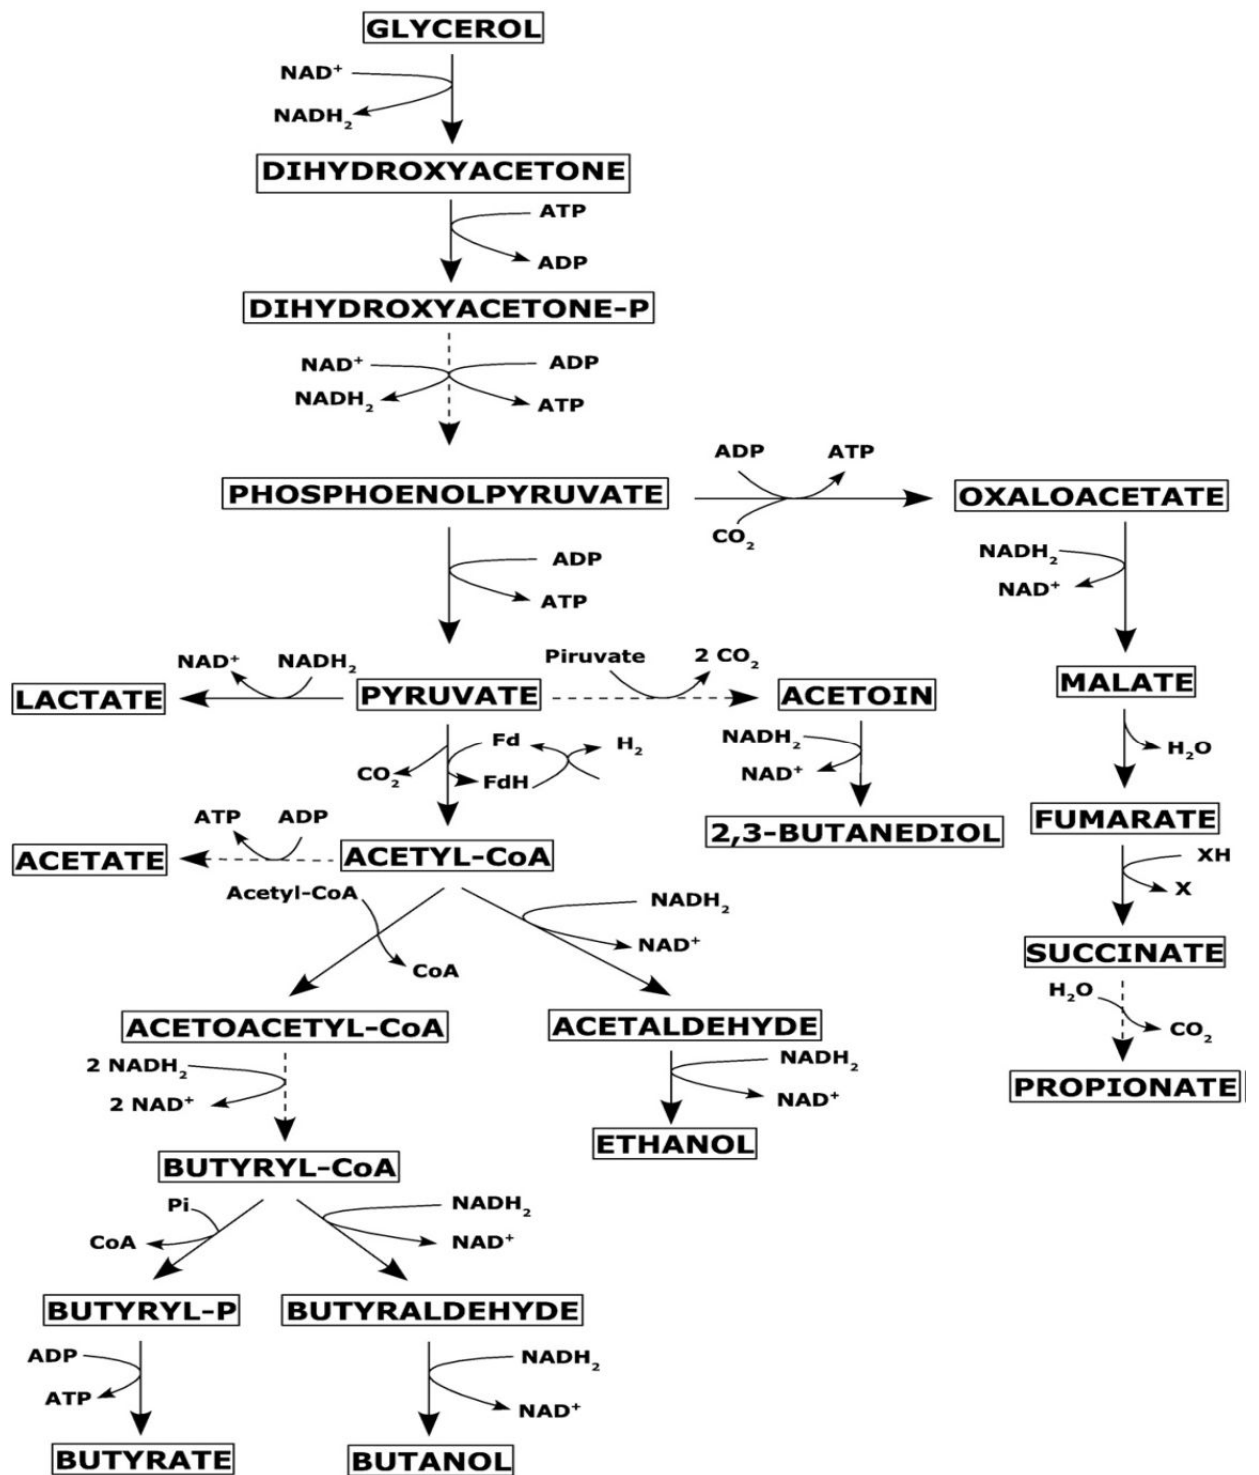 GLYCEROL
NAD⁺
NADH₂
DIHYDROXYACETONE
ATP
ADP
DIHYDROXYACETONE-P
NAD⁺ ADP
NADH₂ ATP
ADP ATP
PHOSPHOENOLPYRUVATE OXALOACETATE
CO₂
NADH₂
NAD⁺
ADP
ATP
NAD⁺ NADH₂ Piruvate 2 CO₂
LACTATE PYRUVATE ACETOIN MALATE
Fd H₂ NADH₂ H₂O
CO₂ FdH NAD⁺
ATP ADP 2,3-BUTANEDIOL FUMARATE
ACETATE ACETYL-CoA XH
X
Acetyl-CoA NADH₂
NAD⁺ SUCCINATE
CoA
H₂O
ACETOACETYL-CoA ACETALDEHYDE CO₂
2 NADH₂ NADH₂
2 NAD⁺ NAD⁺ PROPIONATE
ETHANOL
BUTYRYL-CoA
Pi NADH₂
CoA NAD⁺
BUTYRYL-P BUTYRALDEHYDE
ADP NADH₂
ATP NAD⁺
BUTYRATE BUTANOL